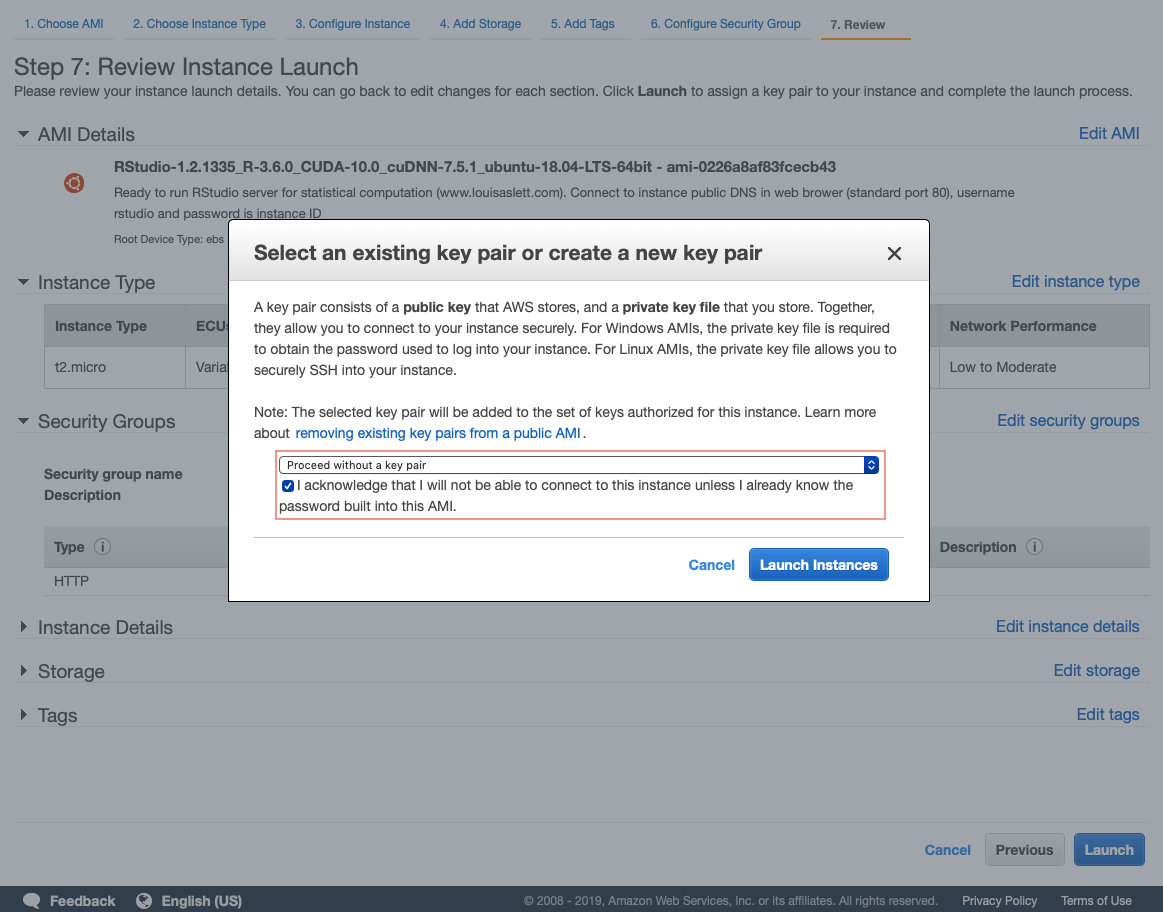 1. Choose AMI 2. Choose Instance Type 3. Configure Instance 4. Add Storage 5. Add Tags 6. Configure Security Group 7. Review
Step 7: Review Instance Launch
Please review your instance launch details. You can go back to edit changes for each section. Click Launch to assign a key pair to your instance and complete the launch process.
AMI Details Edit AMI
RStudio-1.2.1335_R-3.6.0_CUDA-10.0_cuDNN-7.5.1_ubuntu-18.04-LTS-64bit - ami-0226a8af83fcecb43
Ready to run RStudio server for statistical computation (www.louisaslett.com). Connect to instance public DNS in web brower (standard port 80), username
rstudio and password is instance ID
Root Device Type: ebs
Select an existing key pair or create a new key pair
A key pair consists of a public key that AWS stores, and a private key file that you store. Together,
they allow you to connect to your instance securely. For Windows AMIs, the private key file is required
to obtain the password used to log into your instance. For Linux AMIs, the private key file allows you to
securely SSH into your instance.
Note: The selected key pair will be added to the set of keys authorized for this instance. Learn more
about removing existing key pairs from a public AMI.
Proceed without a key pair
I acknowledge that I will not be able to connect to this instance unless I already know the
password built into this AMI.
Cancel Launch Instances
Instance Type Edit instance type
Instance Type ECUs Network Performance
t2.micro Low to Moderate
Security Groups Edit security groups
Security group name
Description
Type Description
HTTP
Instance Details Edit instance details
Storage Edit storage
Tags Edit tags
Cancel Previous Launch
Feedback English (US) © 2008 - 2019, Amazon Web Services, Inc. or its affiliates. All rights reserved. Privacy Policy Terms of Use